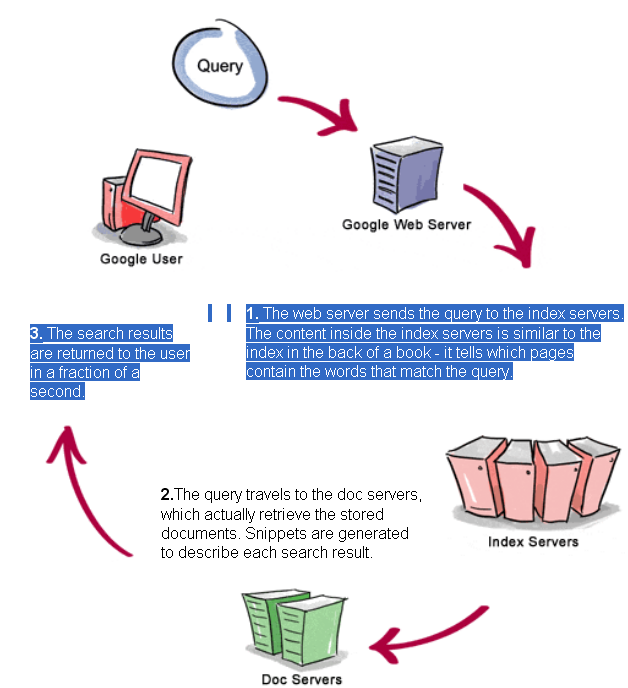 Query
Google Web Server
Google User
1. The web server sends the query to the index servers.
The content inside the index servers is similar to the
index in the back of a book - it tells which pages
contain the words that match the query.
3. The search results
are returned to the user
in a fraction of a
second.
2.The query travels to the doc servers,
which actually retrieve the stored
documents. Snippets are generated
to describe each search result.
Index Servers
Doc Servers